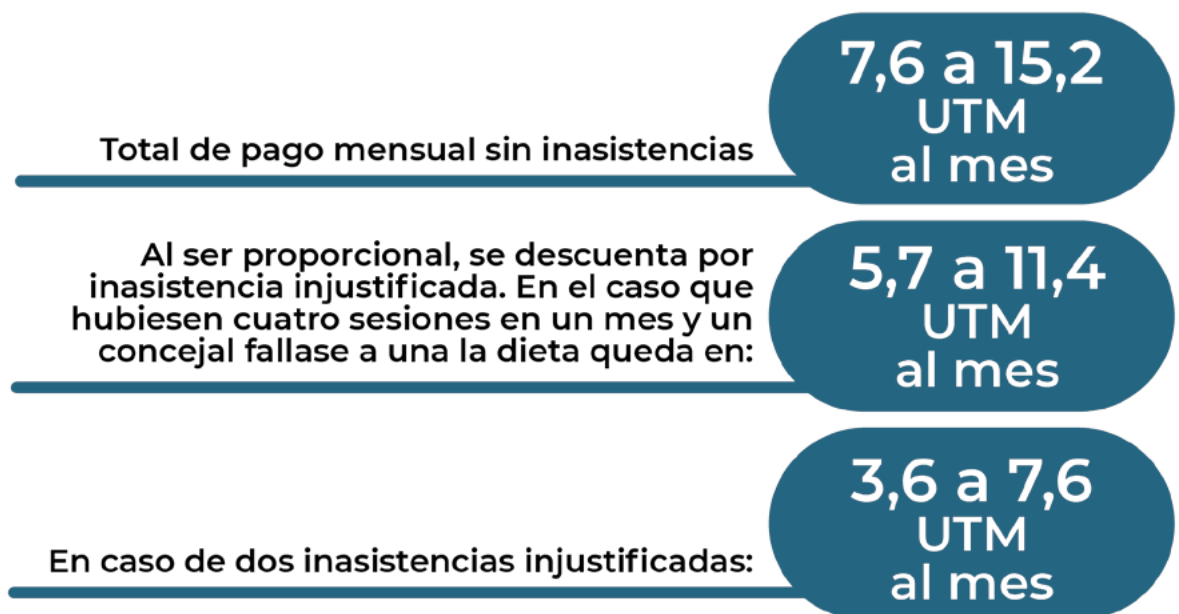 7,6 a 15,2
UTM
al mes
Total de pago mensual sin inasistencias
Al ser proporcional, se descuenta por
inasistencia injustificada. En el caso que
hubiesen cuatro sesiones en un mes y un
concejal fallase a una la dieta queda en:
5,7 a 11,4
UTM
al mes
3,6 a 7,6
UTM
al mes
En caso de dos inasistencias injustificadas: